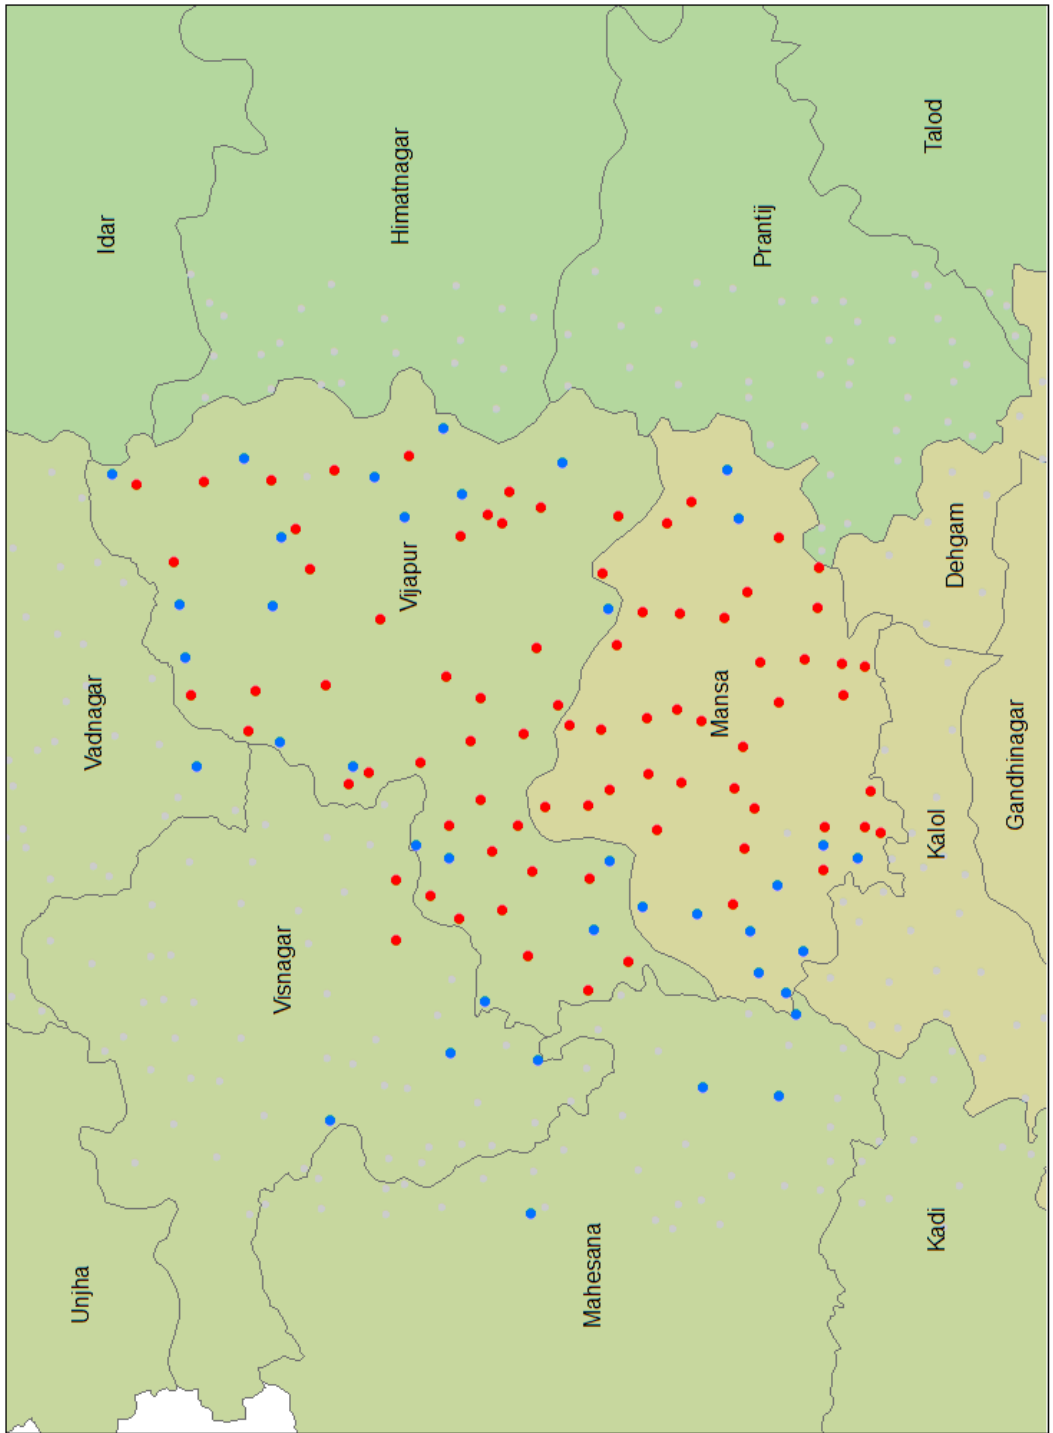 Unjha
Vadnagar
Idar
Visnagar
Vijapur
Himatnagar
Mahesana
Mansa
Prantij
Kadi
Kalol
Dehgam
Talod
Gandhinagar